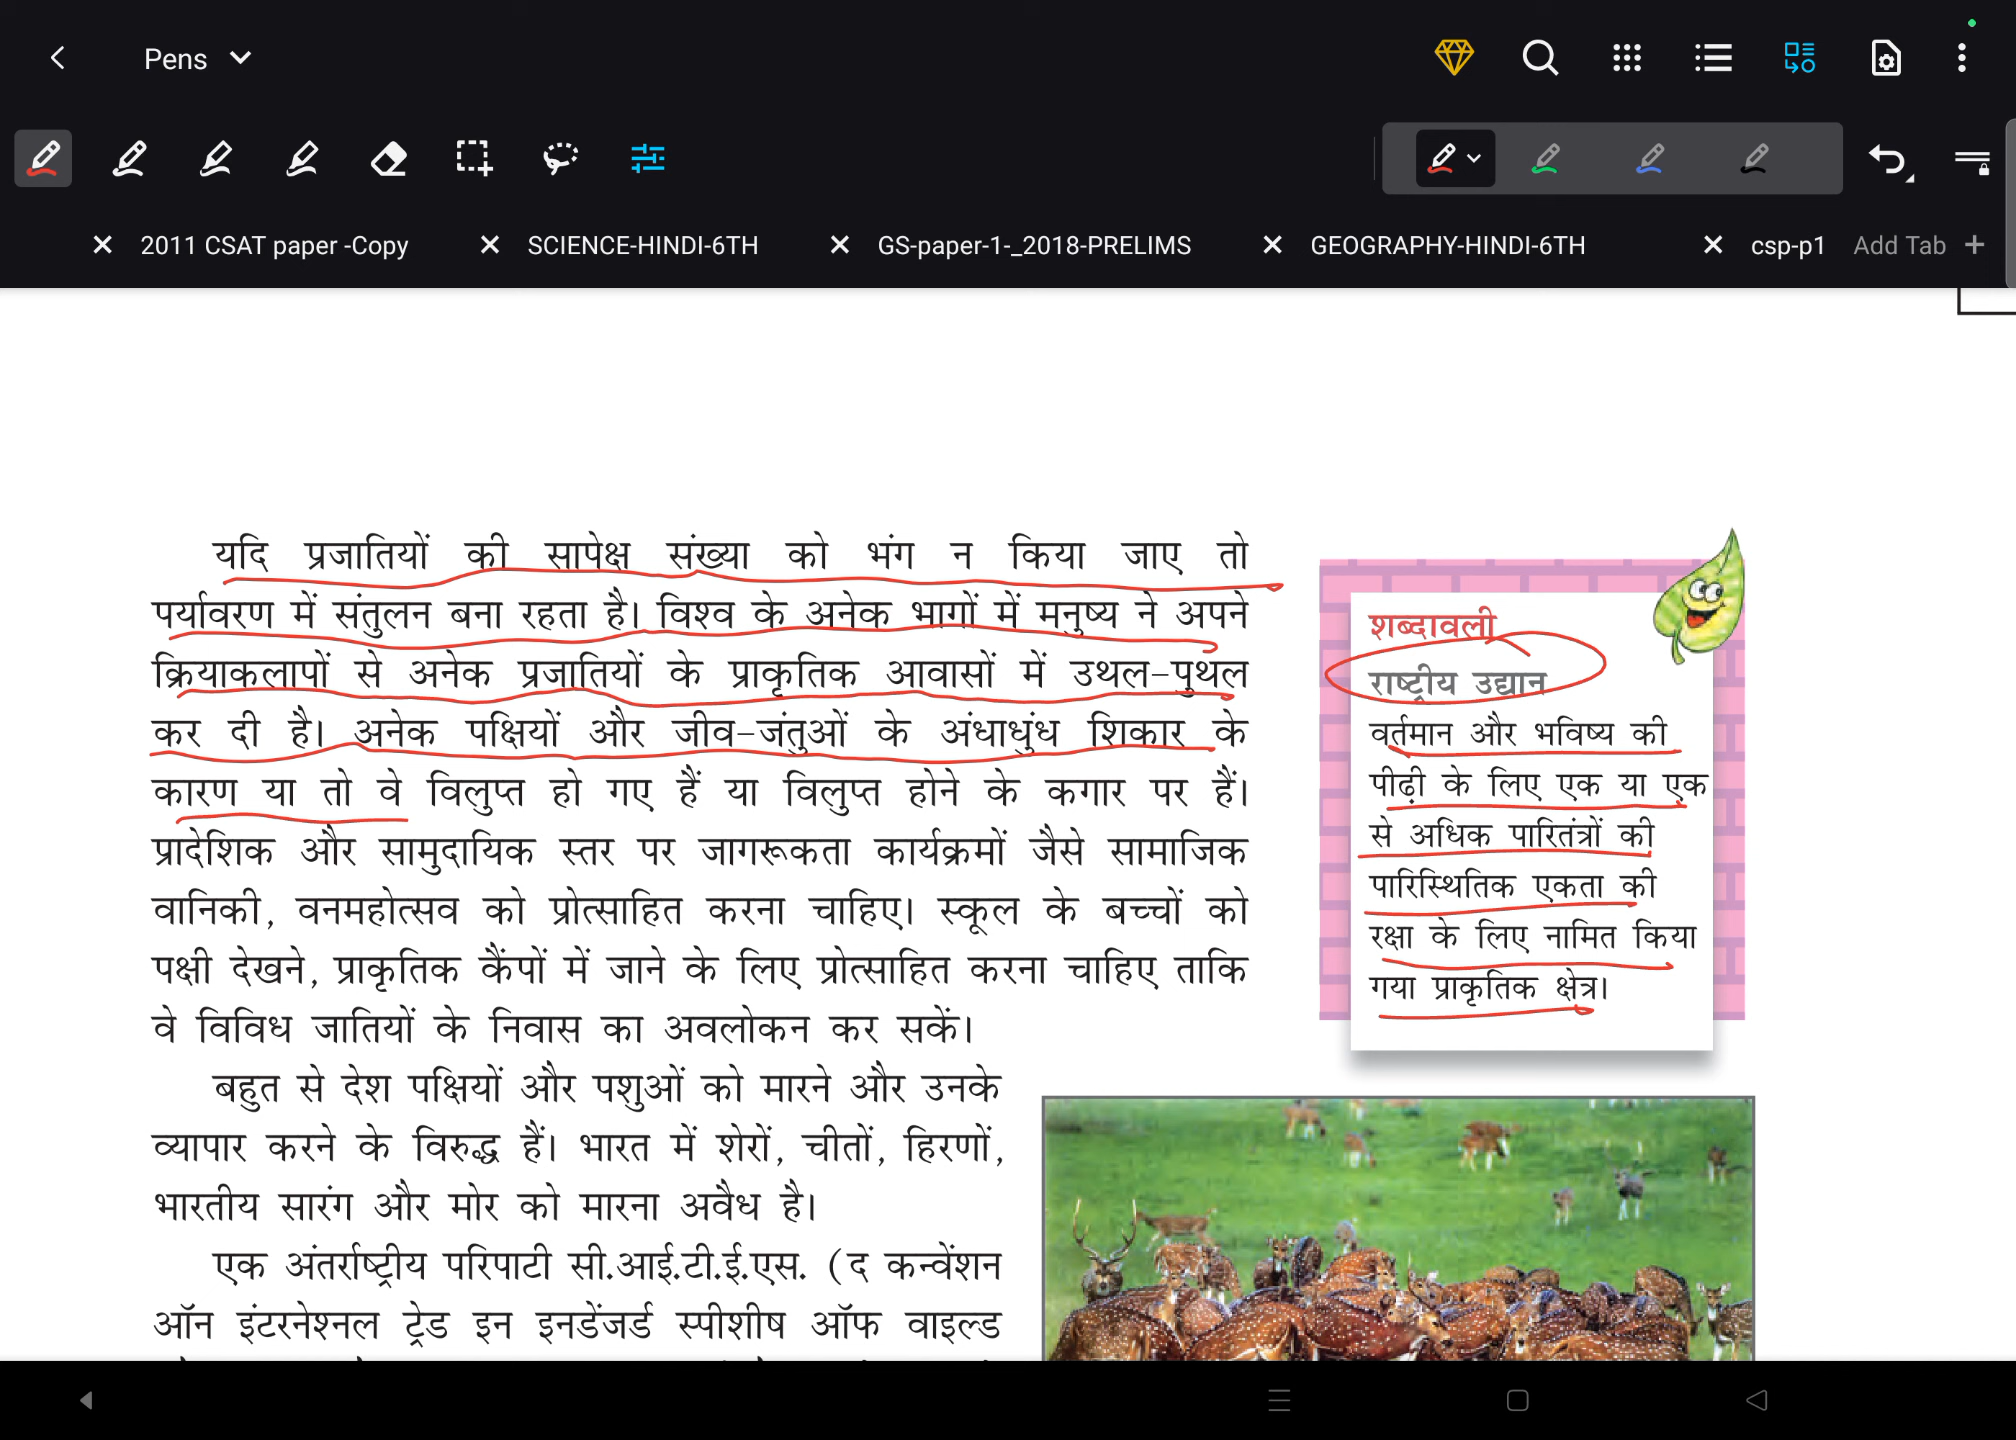 Pens
2011 CSAT paper -Copy
SCIENCE-HINDI-6TH
GS-paper-1-_2018-PRELIMS
GEOGRAPHY-HINDI-6TH
csp-p1
Add Tab
यदि प्रजातियों की सापेक्ष संख्या को भंग न किया जाए तो
पर्यावरण में संतुलन बना रहता है। विश्व के अनेक भागों में मनुष्य ने अपने
क्रियाकलापों से अनेक प्रजातियों के प्राकृतिक आवासों में उथल-पुथल
कर दी है। अनेक पक्षियों और जीव-जंतुओं के अंधाधुंध शिकार के
कारण या तो वे विलुप्त हो गए हैं या विलुप्त होने के कगार पर हैं।
प्रादेशिक और सामुदायिक स्तर पर जागरूकता कार्यक्रमों जैसे सामाजिक
वानिकी, वनमहोत्सव को प्रोत्साहित करना चाहिए। स्कूल के बच्चों को
पक्षी देखने, प्राकृतिक कैंपों में जाने के लिए प्रोत्साहित करना चाहिए ताकि
वे विविध जातियों के निवास का अवलोकन कर सकें।
बहुत से देश पक्षियों और पशुओं को मारने और उनके
व्यापार करने के विरुद्ध हैं। भारत में शेरों, चीतों, हिरणों,
भारतीय सारंग और मोर को मारना अवैध है।
एक अंतर्राष्ट्रीय परिपाटी सी.आई.टी.ई.एस. (द कन्वेंशन
ऑन इंटरनेश्नल ट्रेड इन इनडेंजर्ड स्पीशीष ऑफ वाइल्ड
शब्दावली
राष्ट्रीय उद्यान
वर्तमान और भविष्य की
पीढ़ी के लिए एक या एक
से अधिक पारितंत्रों की
पारिस्थितिक एकता की
रक्षा के लिए नामित किया
गया प्राकृतिक क्षेत्र।